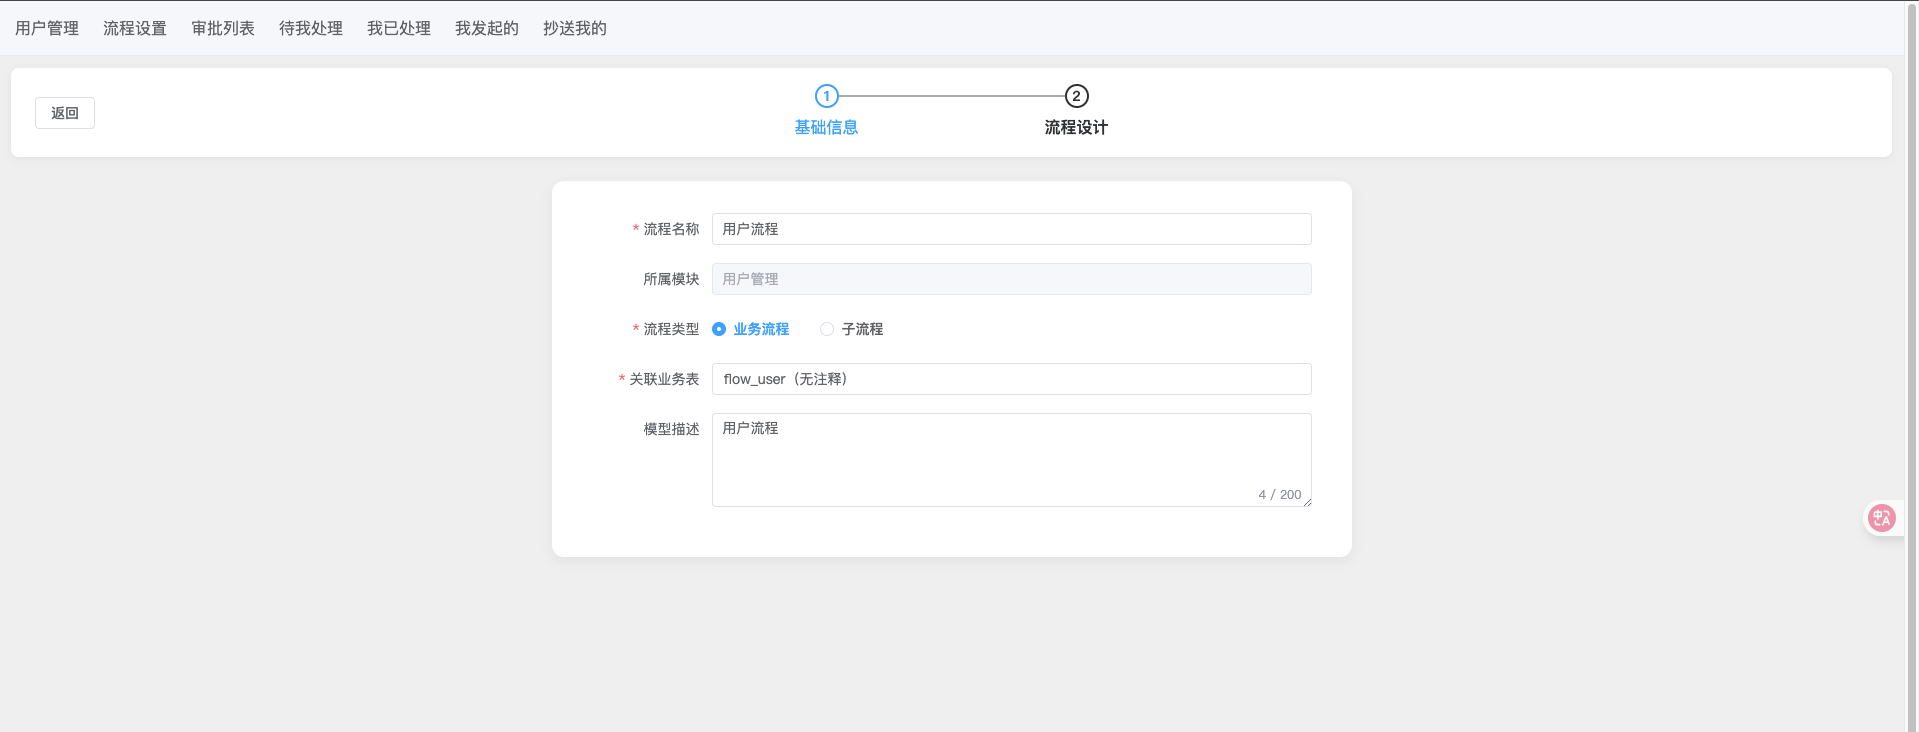 用户管理 流程设置 审批列表 待我处理 我已处理 我发起的 抄送我的
返回
1 2
基础信息 流程设计
* 流程名称 用户流程
所属模块 用户管理
* 流程类型 业务流程 子流程
* 关联业务表 flow_user（无注释）
模型描述 用户流程
4 / 200
中A